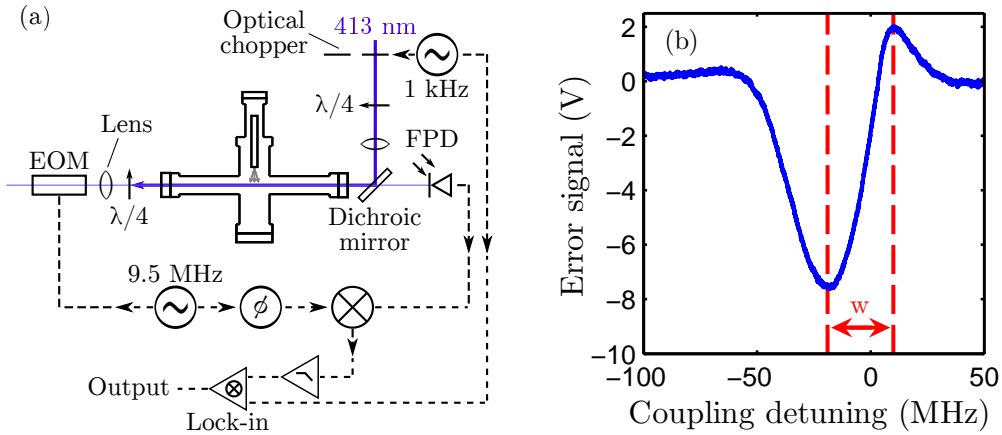 (a)
Optical
chopper
413 nm
1 kHz
λ/4
FPD
Lens
EOM
λ/4
Dichroic
mirror
9.5 MHz
ϕ
Output
Lock-in
(b)
Error signal (V)
2
0
−2
−4
−6
−8
−10
w
−100
−50
0
50
Coupling detuning (MHz)